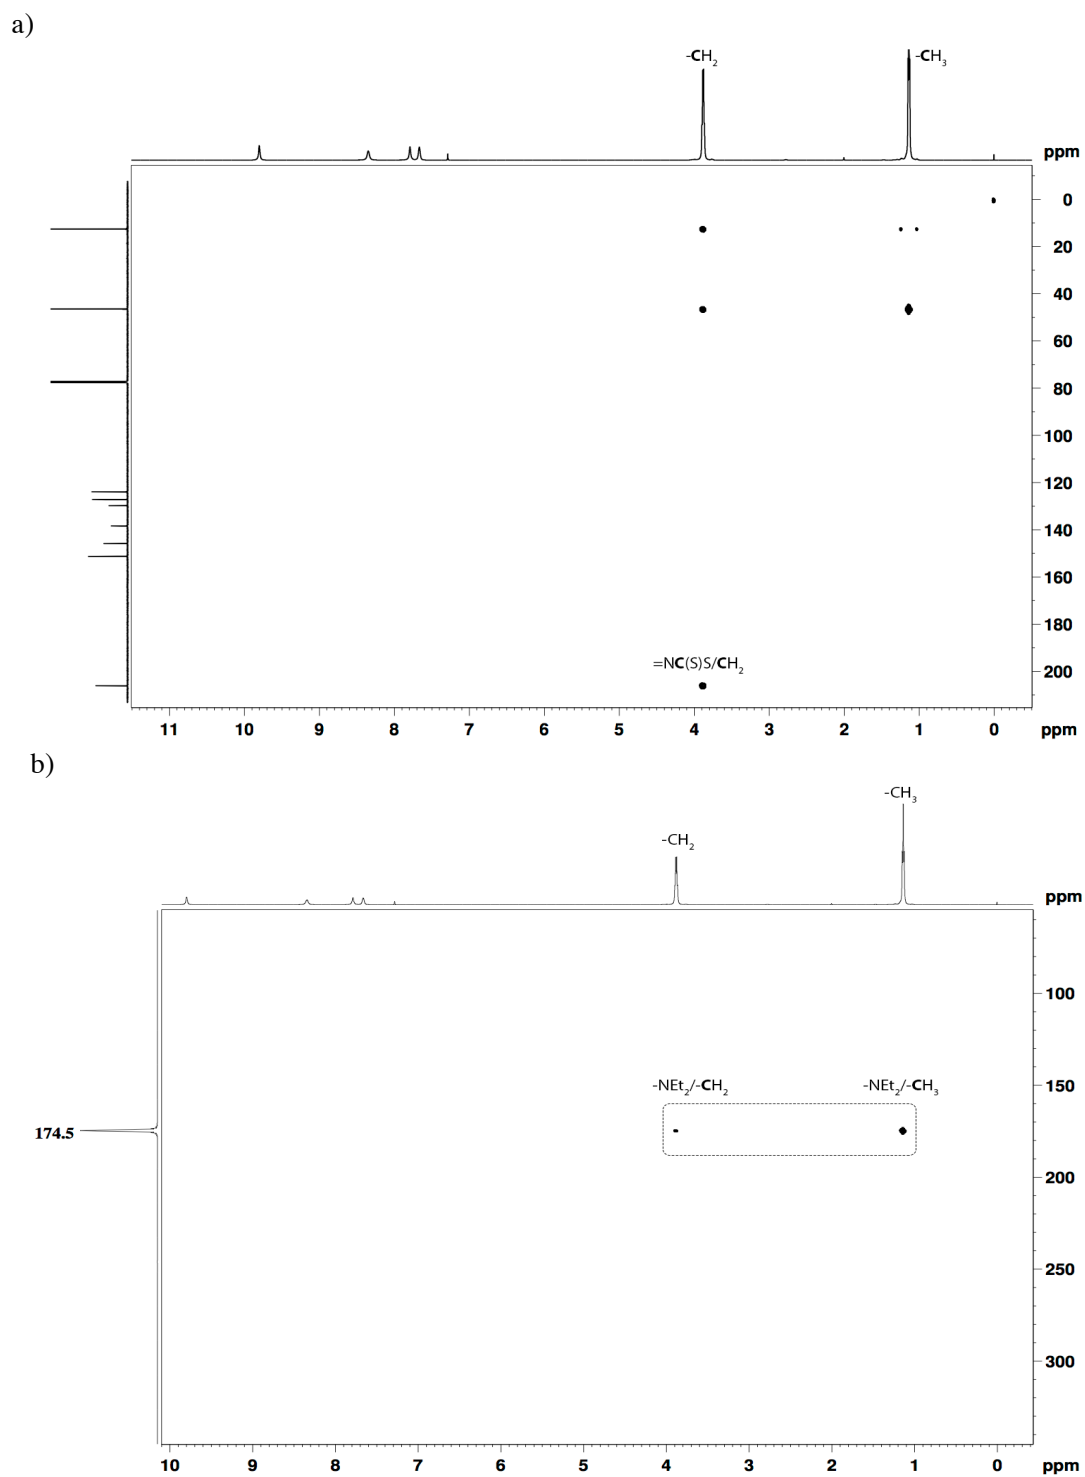 a)
-CH₂ -CH₃
ppm
0
20
40
60
80
100
120
140
160
180
=NC(S)S/CH₂
200
11 10 9 8 7 6 5 4 3 2 1 0 ppm
b)
-CH₃
-CH₂
ppm
100
-NEt₂/-CH₂ -NEt₂/-CH₃
150
174.5
200
250
300
10 9 8 7 6 5 4 3 2 1 0 ppm